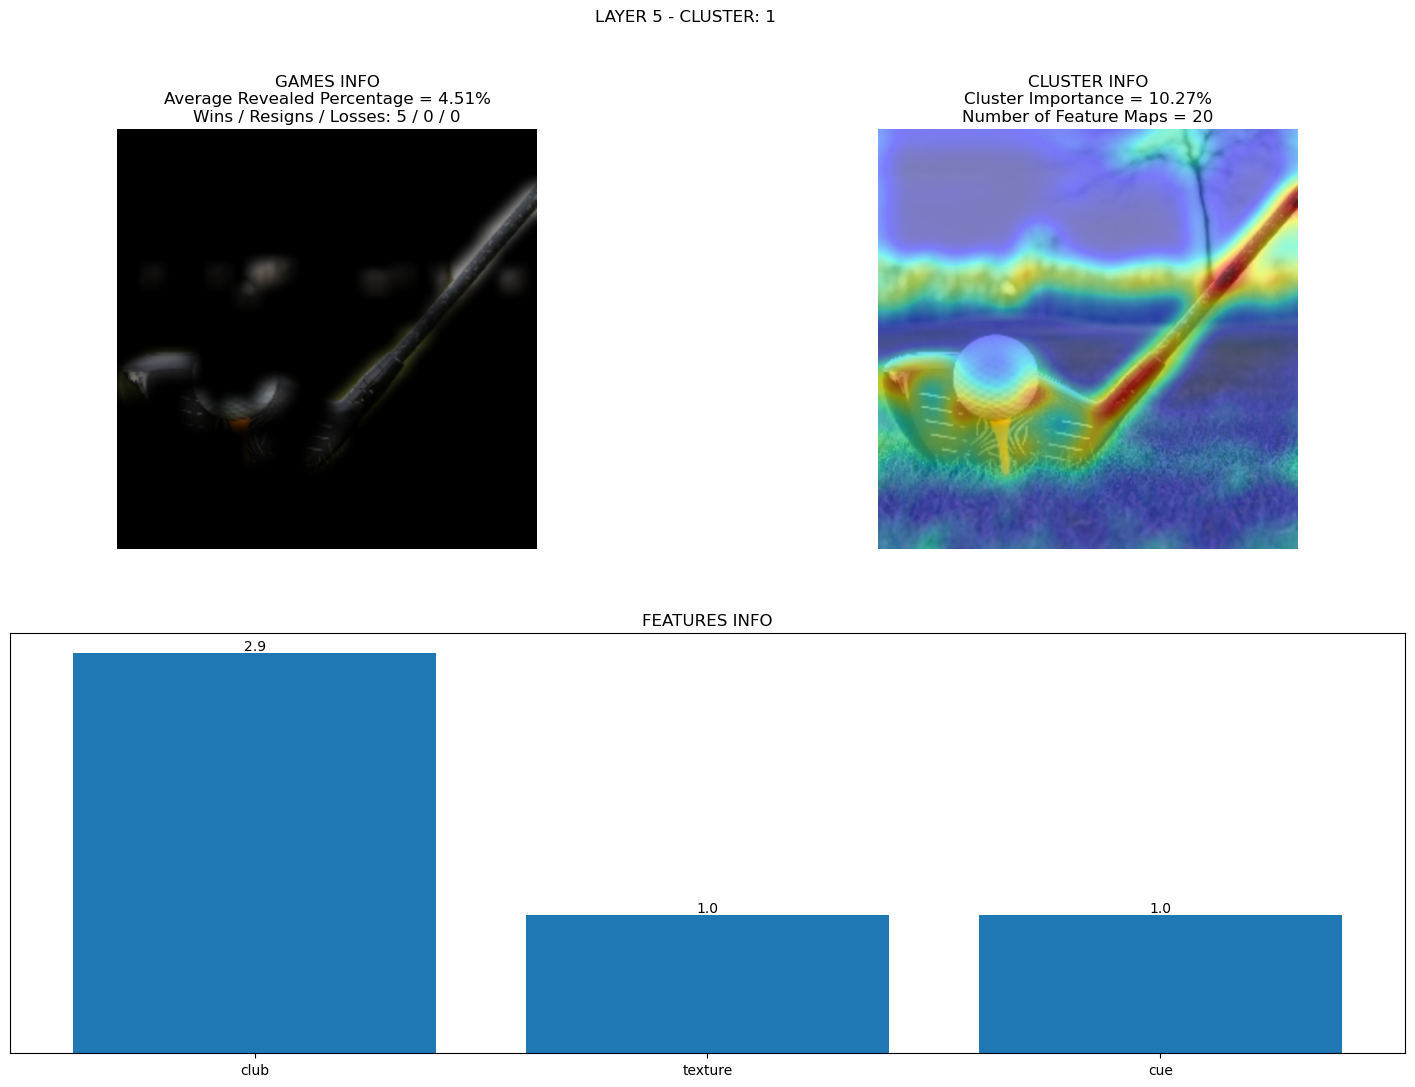 LAYER 5 - CLUSTER: 1
GAMES INFO
Average Revealed Percentage = 4.51%
Wins / Resigns / Losses: 5 / 0 / 0
CLUSTER INFO
Cluster Importance = 10.27%
Number of Feature Maps = 20
FEATURES INFO
2.9
1.0
1.0
club
texture
cue